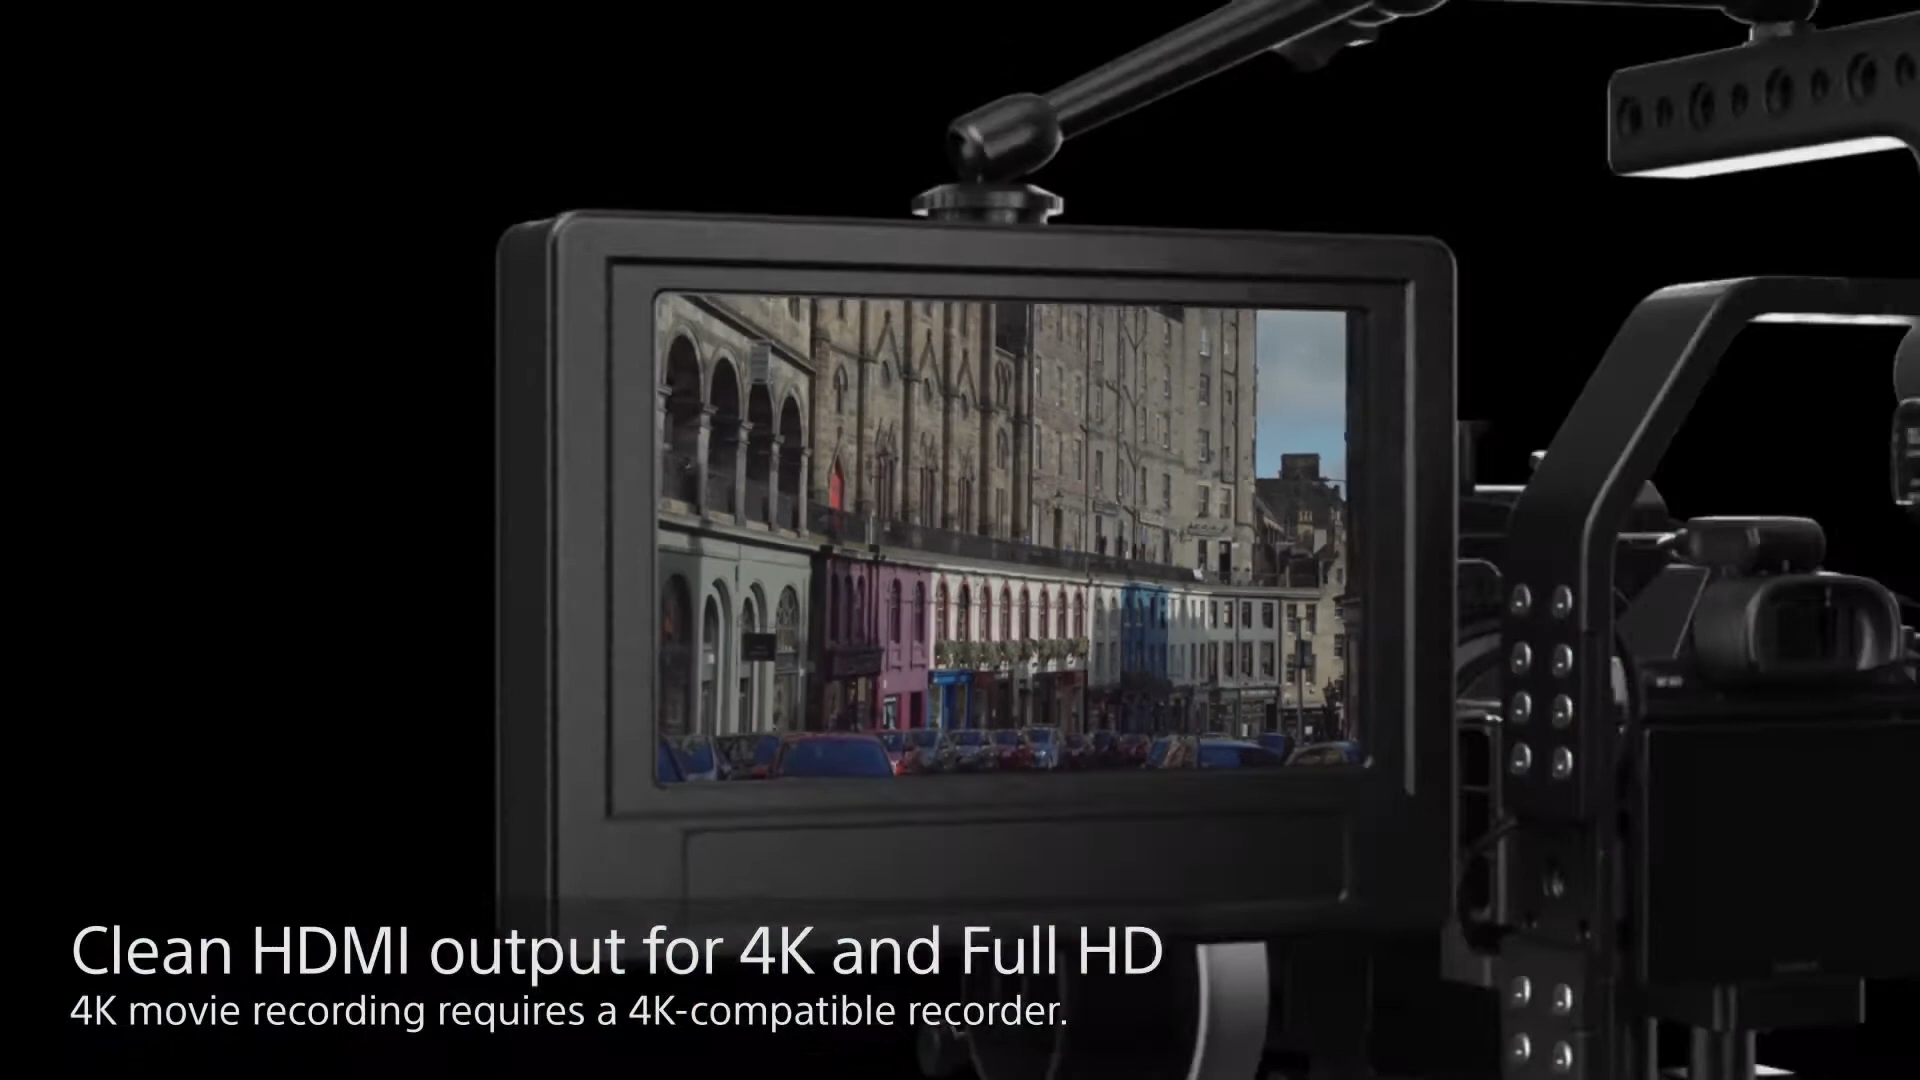 Clean HDMI output for 4K and Full HD
4K movie recording requires a 4K-compatible recorder.